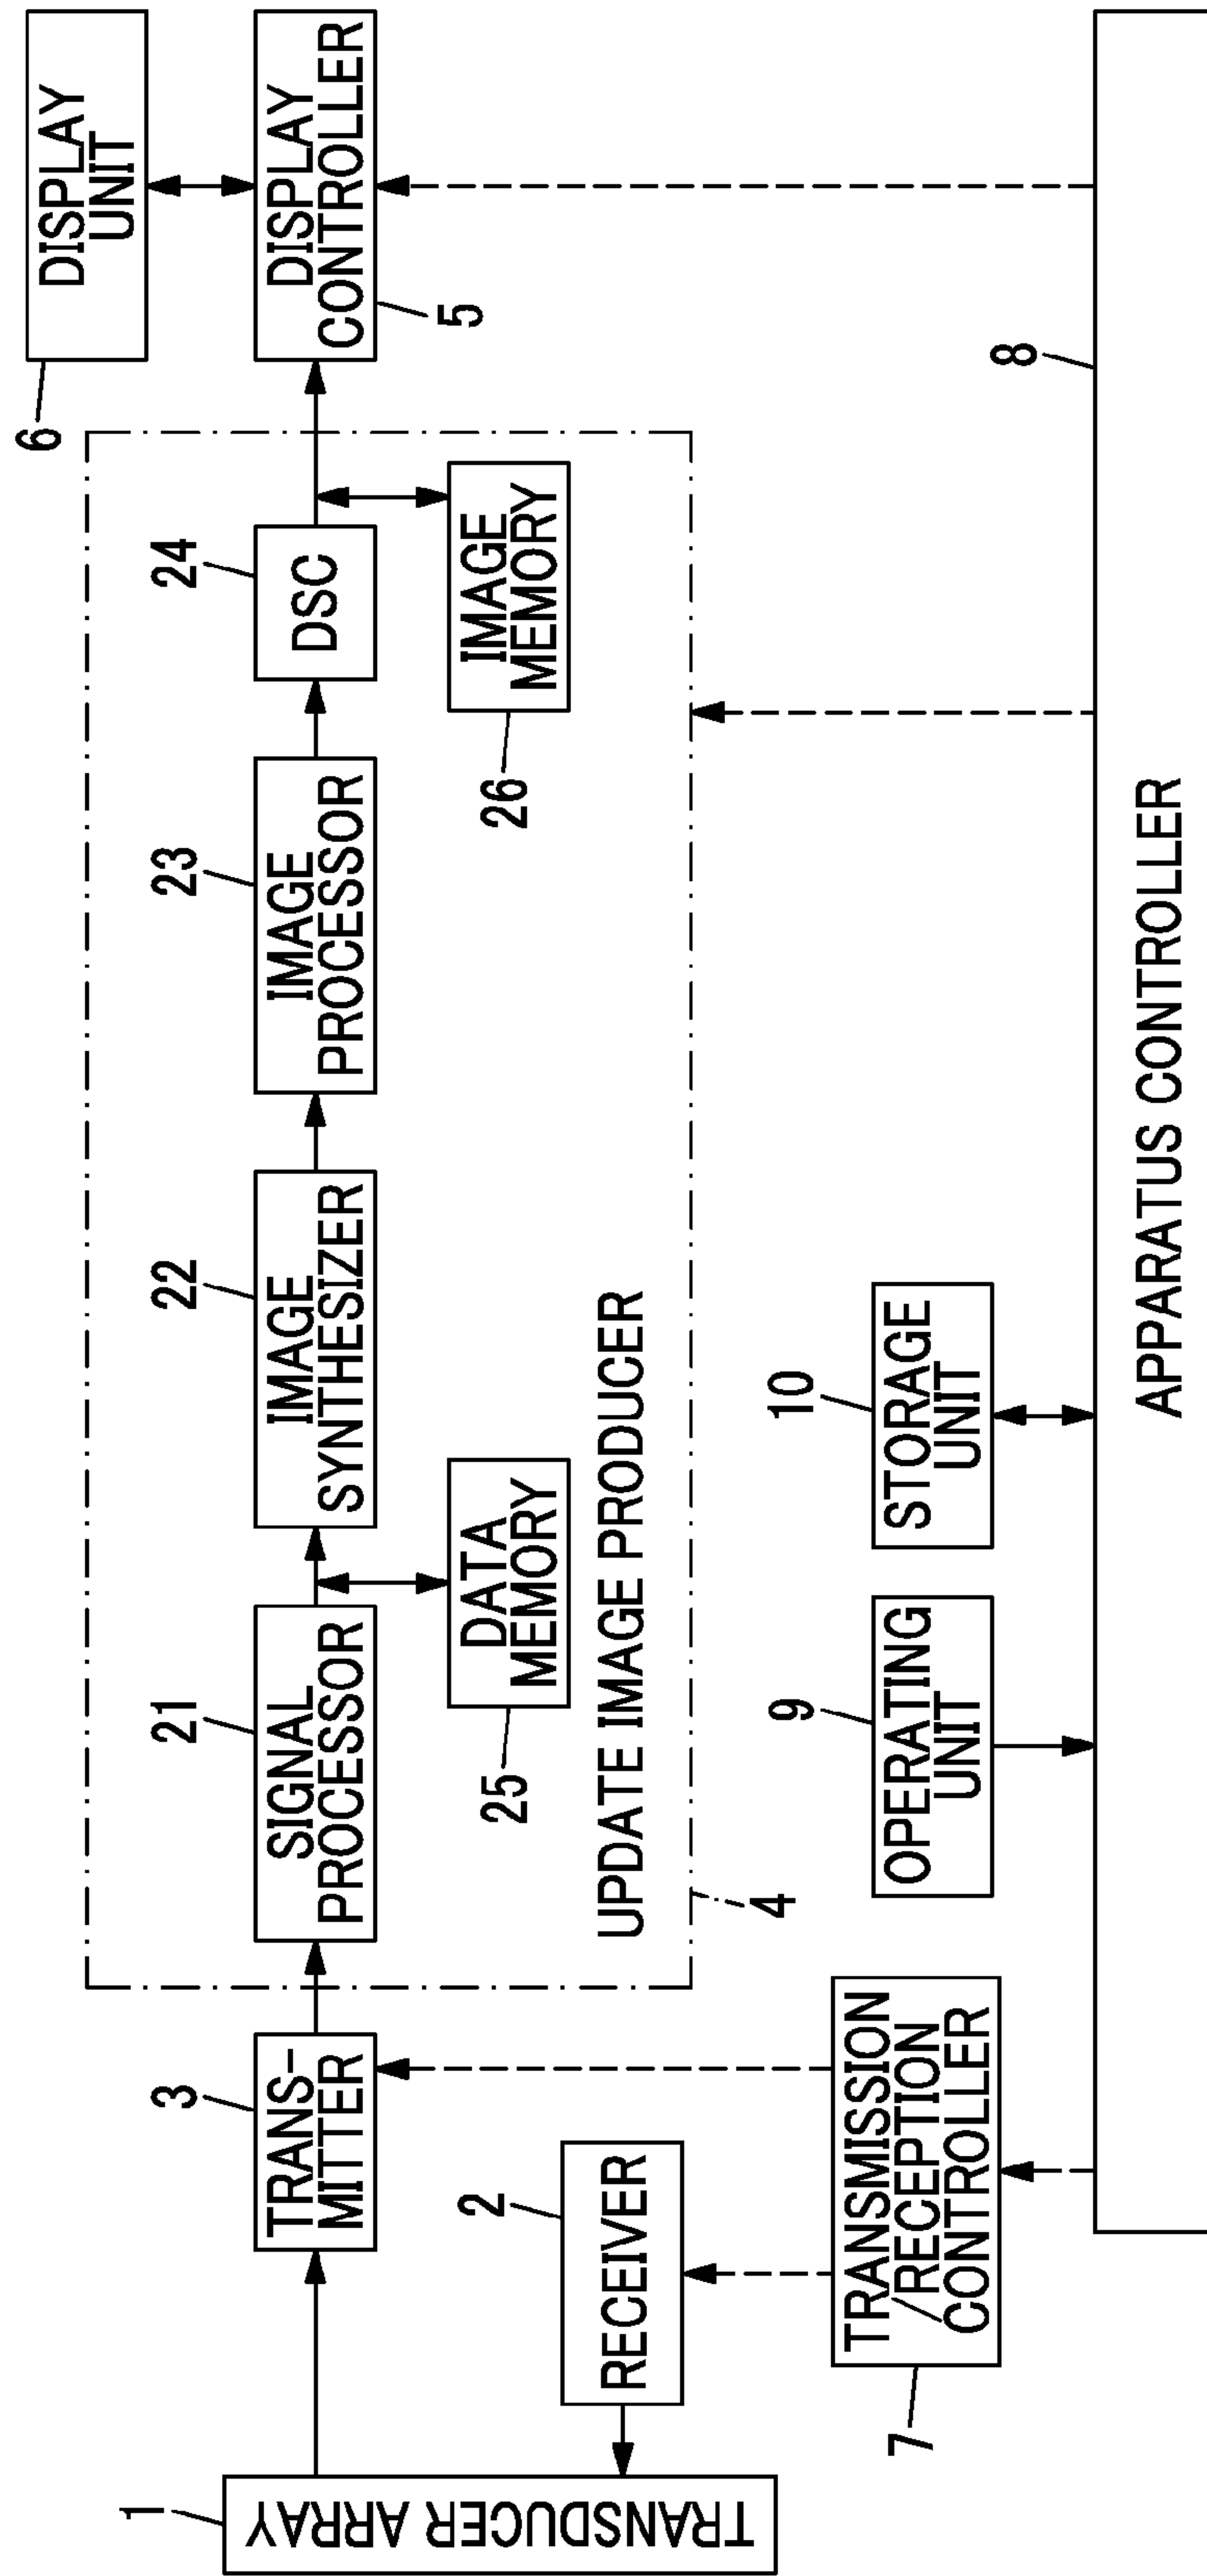 6
DISPLAY
UNIT
DISPLAY
CONTROLLER
5
24
DSC
IMAGE
MEMORY
26
23
IMAGE
PROCESSOR
22
IMAGE
SYNTHESIZER
21
SIGNAL
PROCESSOR
DATA
MEMORY
25
UPDATE IMAGE PRODUCER
4
3
TRANS-
MITTER
2
RECEIVER
1
TRANSDUCER ARRAY
TRANSMISSION/
RECEPTION
CONTROLLER
7
9
OPERATING
UNIT
10
STORAGE
UNIT
8
APPARATUS CONTROLLER